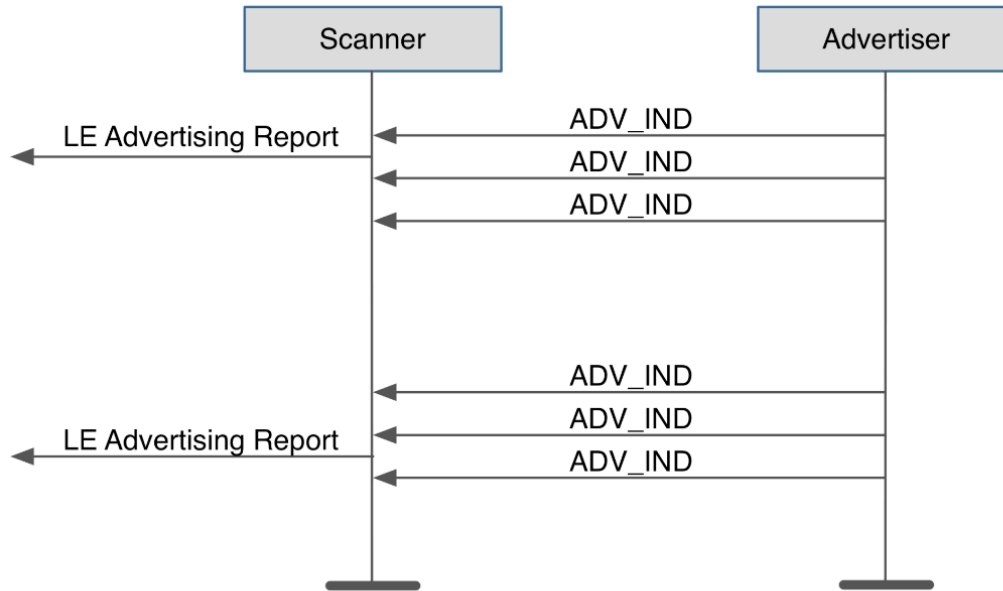 Scanner
Advertiser
ADV_IND
LE Advertising Report
ADV_IND
ADV_IND
ADV_IND
ADV_IND
LE Advertising Report
ADV_IND